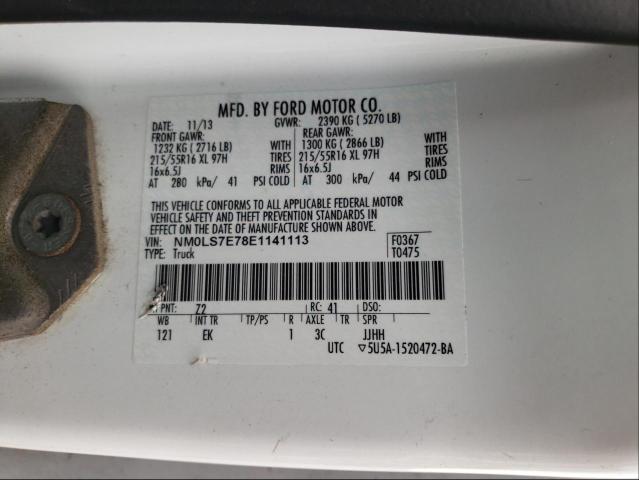 MFD. BY FORD MOTOR CO.
DATE: 11/13 GVWR: 2390 KG ( 5270 LB)
FRONT GAWR: REAR GAWR:
1232 KG ( 2716 LB) WITH 1300 KG ( 2866 LB) WITH
215/55R16 XL 97H TIRES 215/55R16 XL 97H TIRES
16x6.5J RIMS 16x6.5J RIMS
AT 280 kPa/ 41 PSI COLD AT 300 kPa/ 44 PSI COLD
THIS VEHICLE CONFORMS TO ALL APPLICABLE FEDERAL MOTOR
VEHICLE SAFETY AND THEFT PREVENTION STANDARDS IN
EFFECT ON THE DATE OF MANUFACTURE SHOWN ABOVE.
VIN: NM0LS7E78E1141113 F0367
TYPE: Truck T0475
PNT: Z2 RC: 41 DSO:
WB INT TR TP/PS R AXLE TR SPR
121 EK 1 3C JJHH
UTC ▽5U5A-1520472-BA